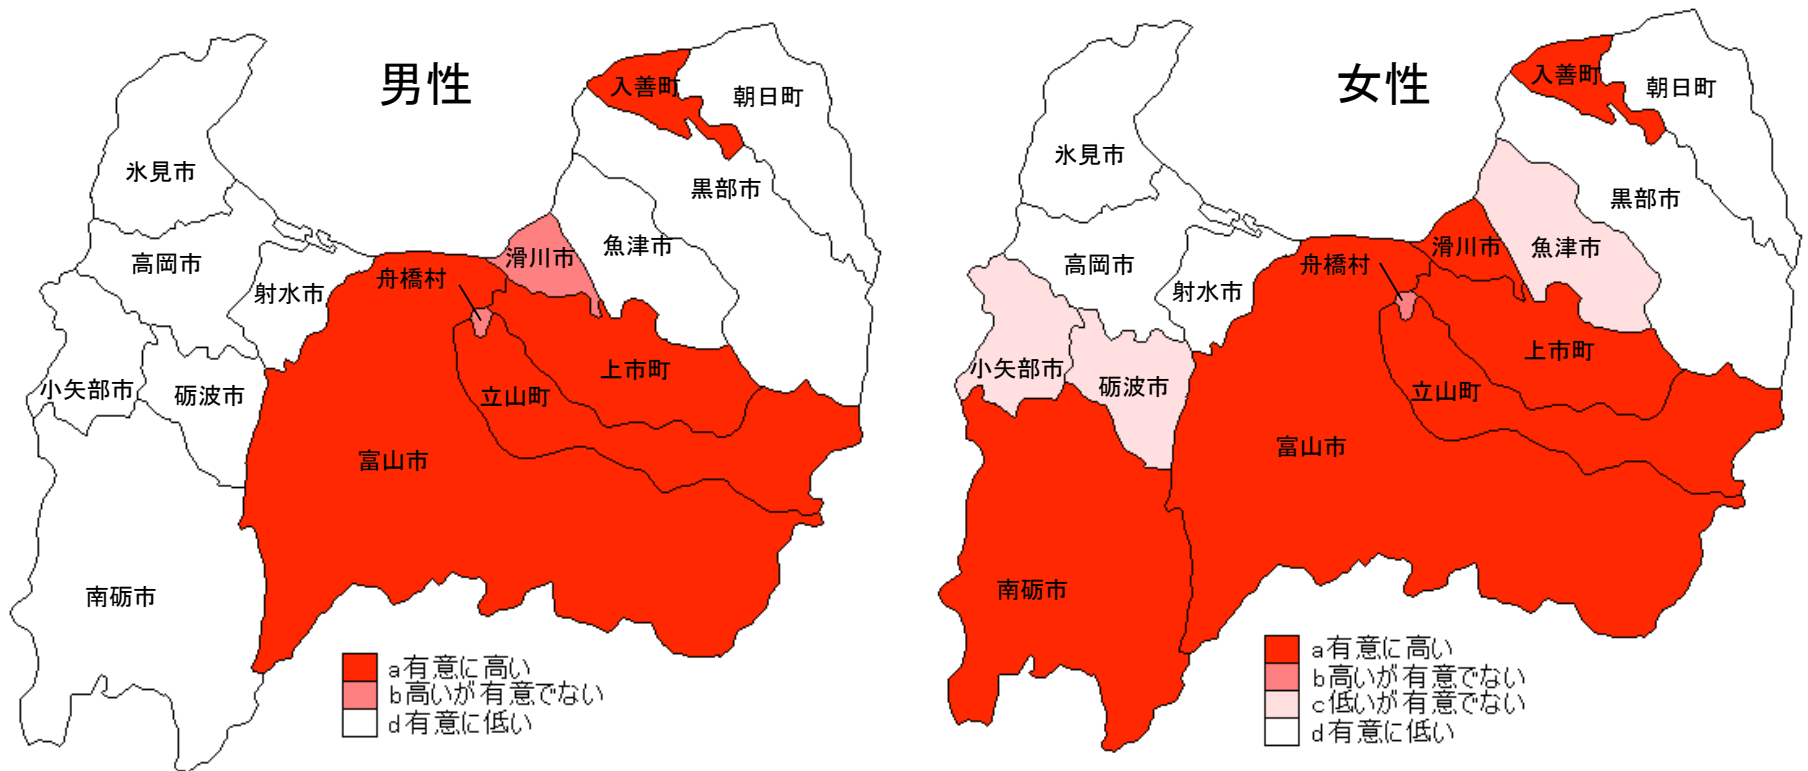 男性
入善町
朝日町
氷見市
黒部市
高岡市
滑川市
魚津市
舟橋村
射水市
小矢部市
砺波市
上市町
立山町
富山市
南砺市
a有意に高い
b高いが有意でない
d有意に低い
女性
入善町
朝日町
氷見市
黒部市
高岡市
滑川市
魚津市
舟橋村
射水市
小矢部市
砺波市
上市町
立山町
富山市
南砺市
a有意に高い
b高いが有意でない
c低いが有意でない
d有意に低い